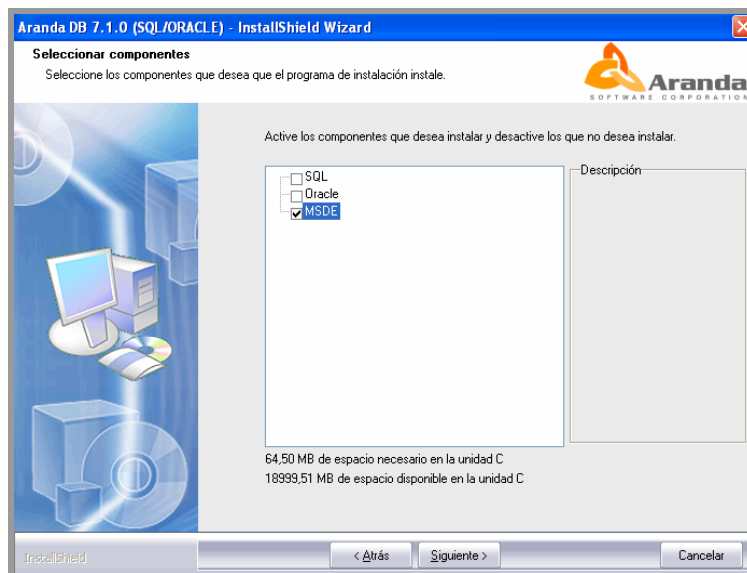 Aranda DB 7.1.0 (SQL/ORACLE) - InstallShield Wizard
Seleccionar componentes
Seleccione los componentes que desea que el programa de instalación instale.
Aranda
SOFTWARE CORPORATION
Active los componentes que desea instalar y desactive los que no desea instalar.
SQL
Oracle
MSDE
Descripción
64,50 MB de espacio necesario en la unidad C
18999,51 MB de espacio disponible en la unidad C
InstallShield
< Atrás
Siguiente >
Cancelar